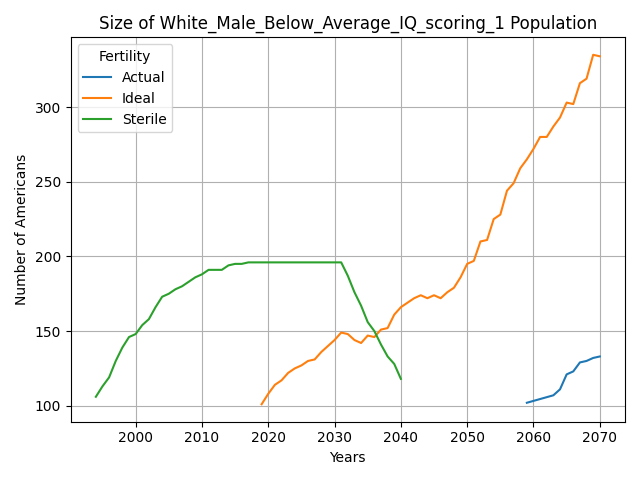 Size of White_Male_Below_Average_IQ_scoring_1 Population
Fertility
Actual
Ideal
Sterile
Number of Americans
300
250
200
150
100
2000 2010 2020 2030 2040 2050 2060 2070
Years